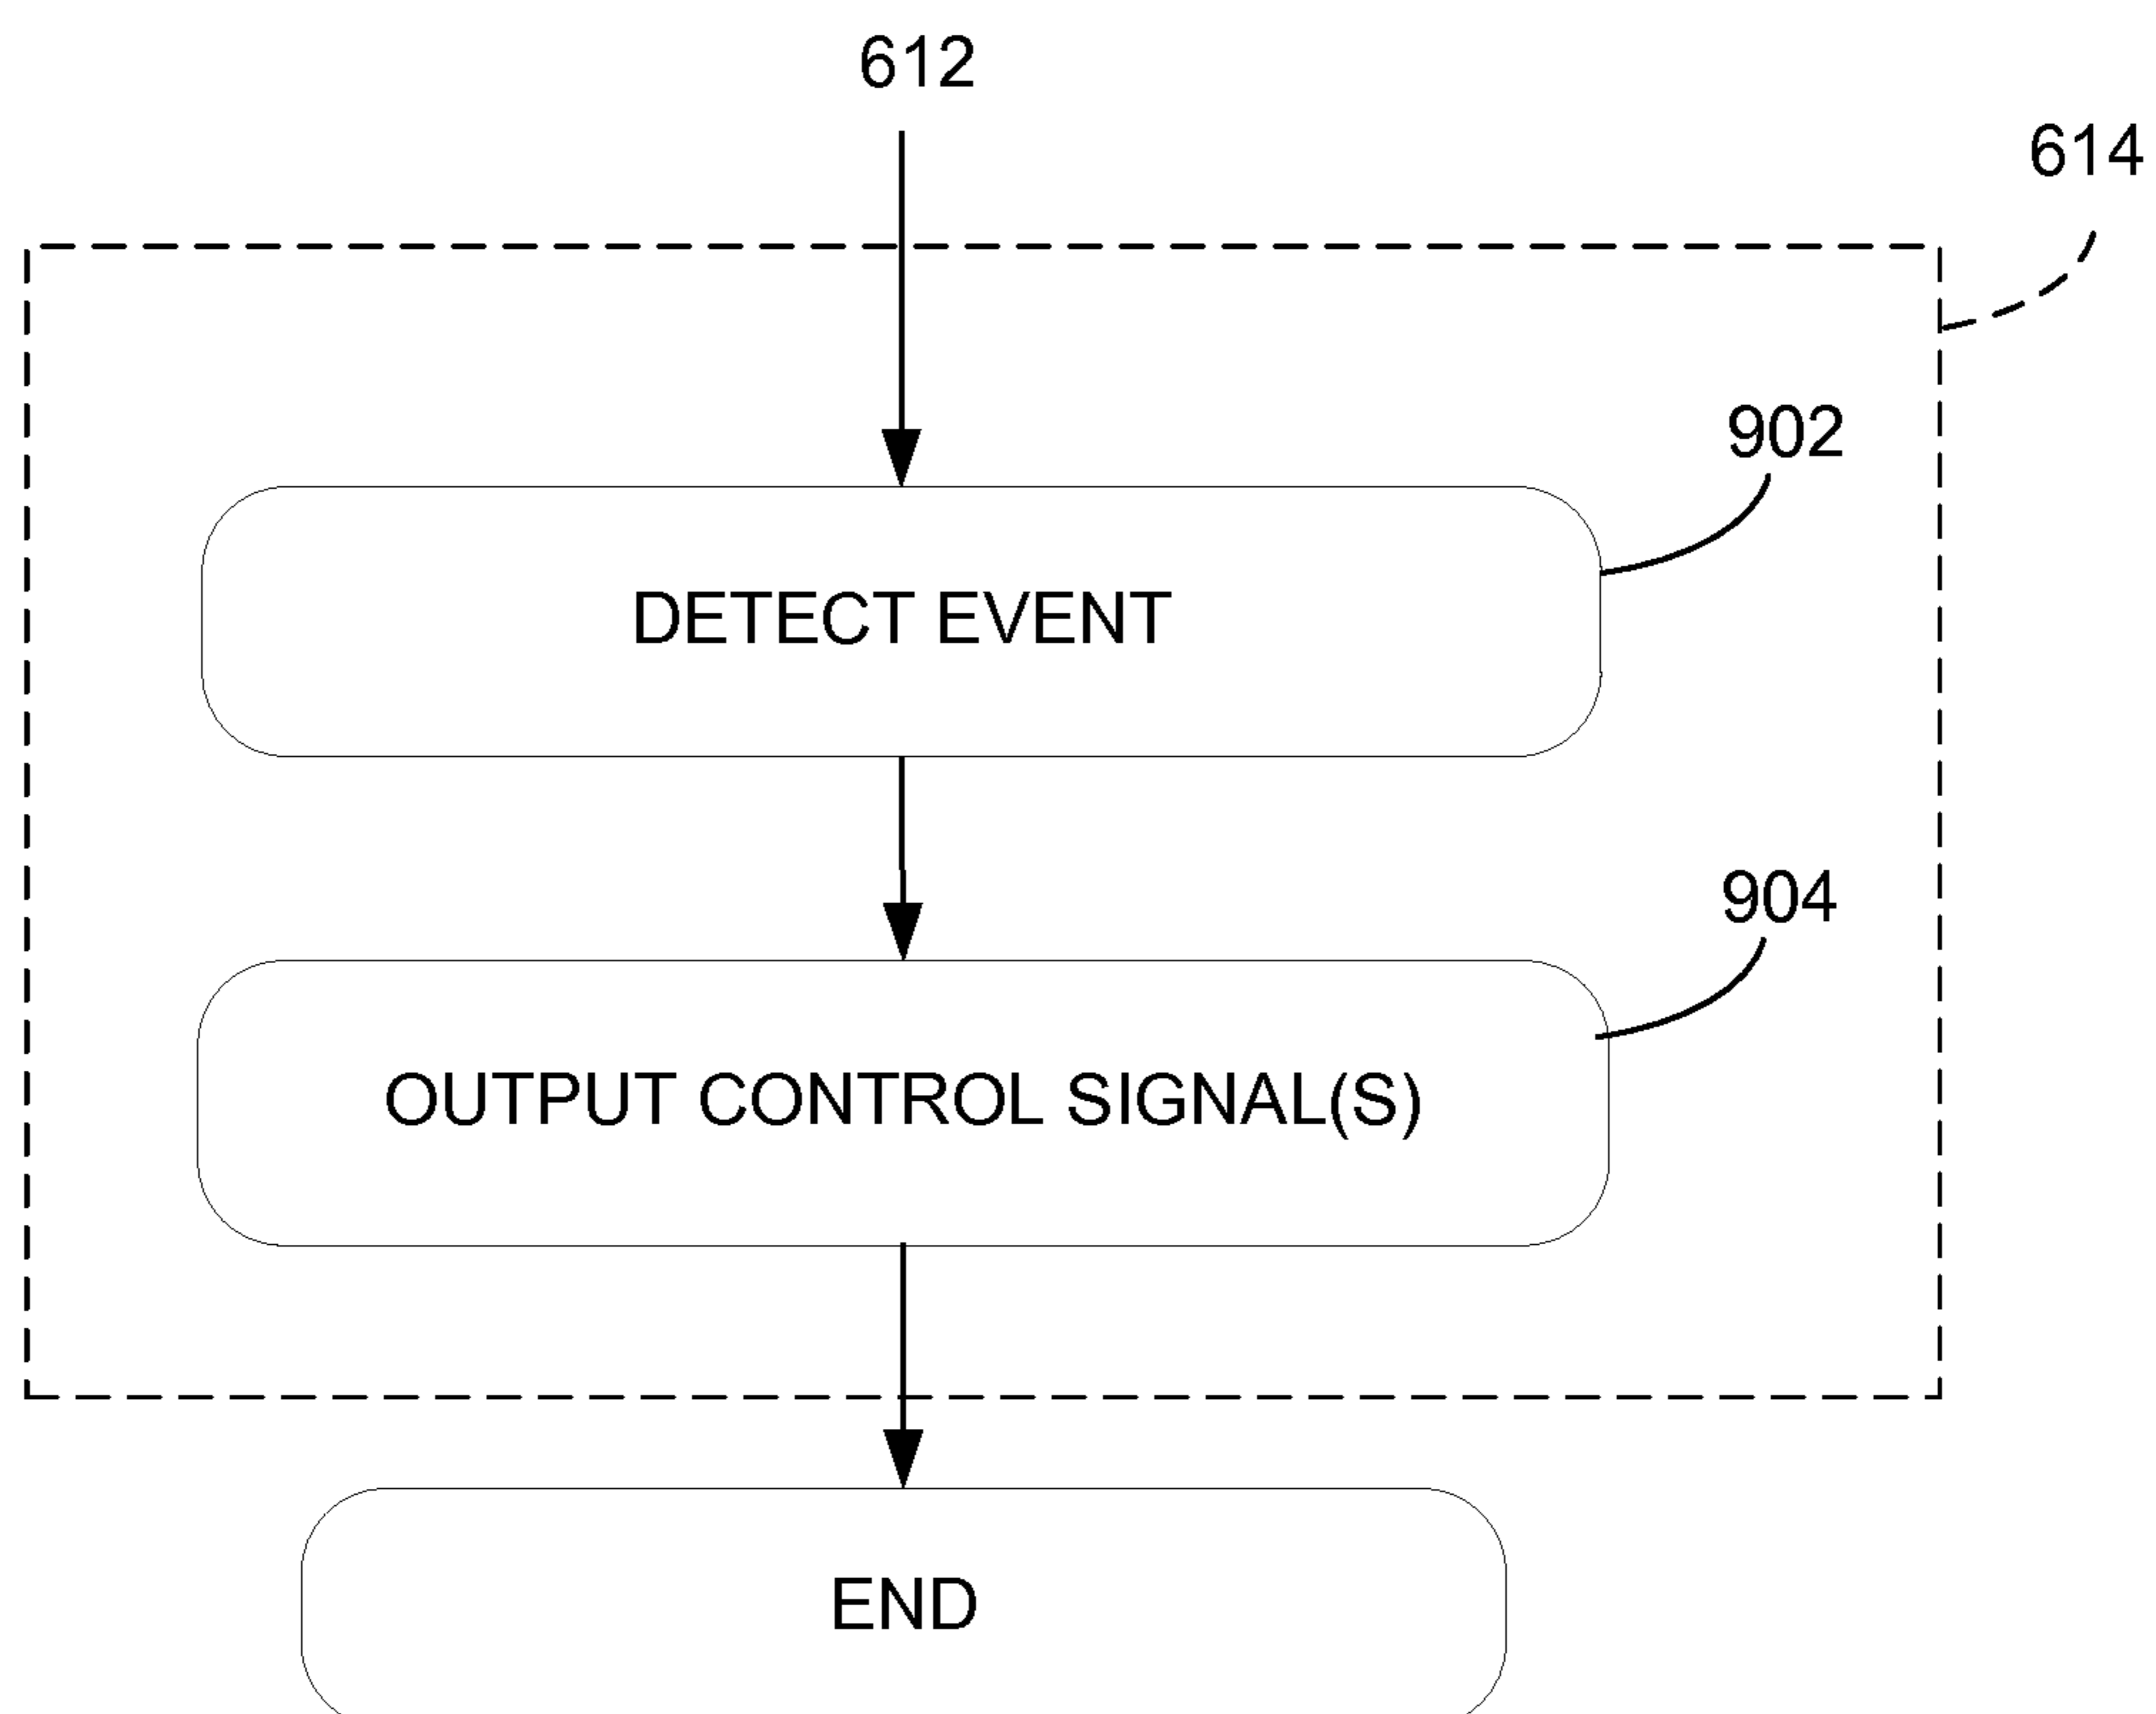 612
614
902
DETECT EVENT
904
OUTPUT CONTROL SIGNAL(S)
END